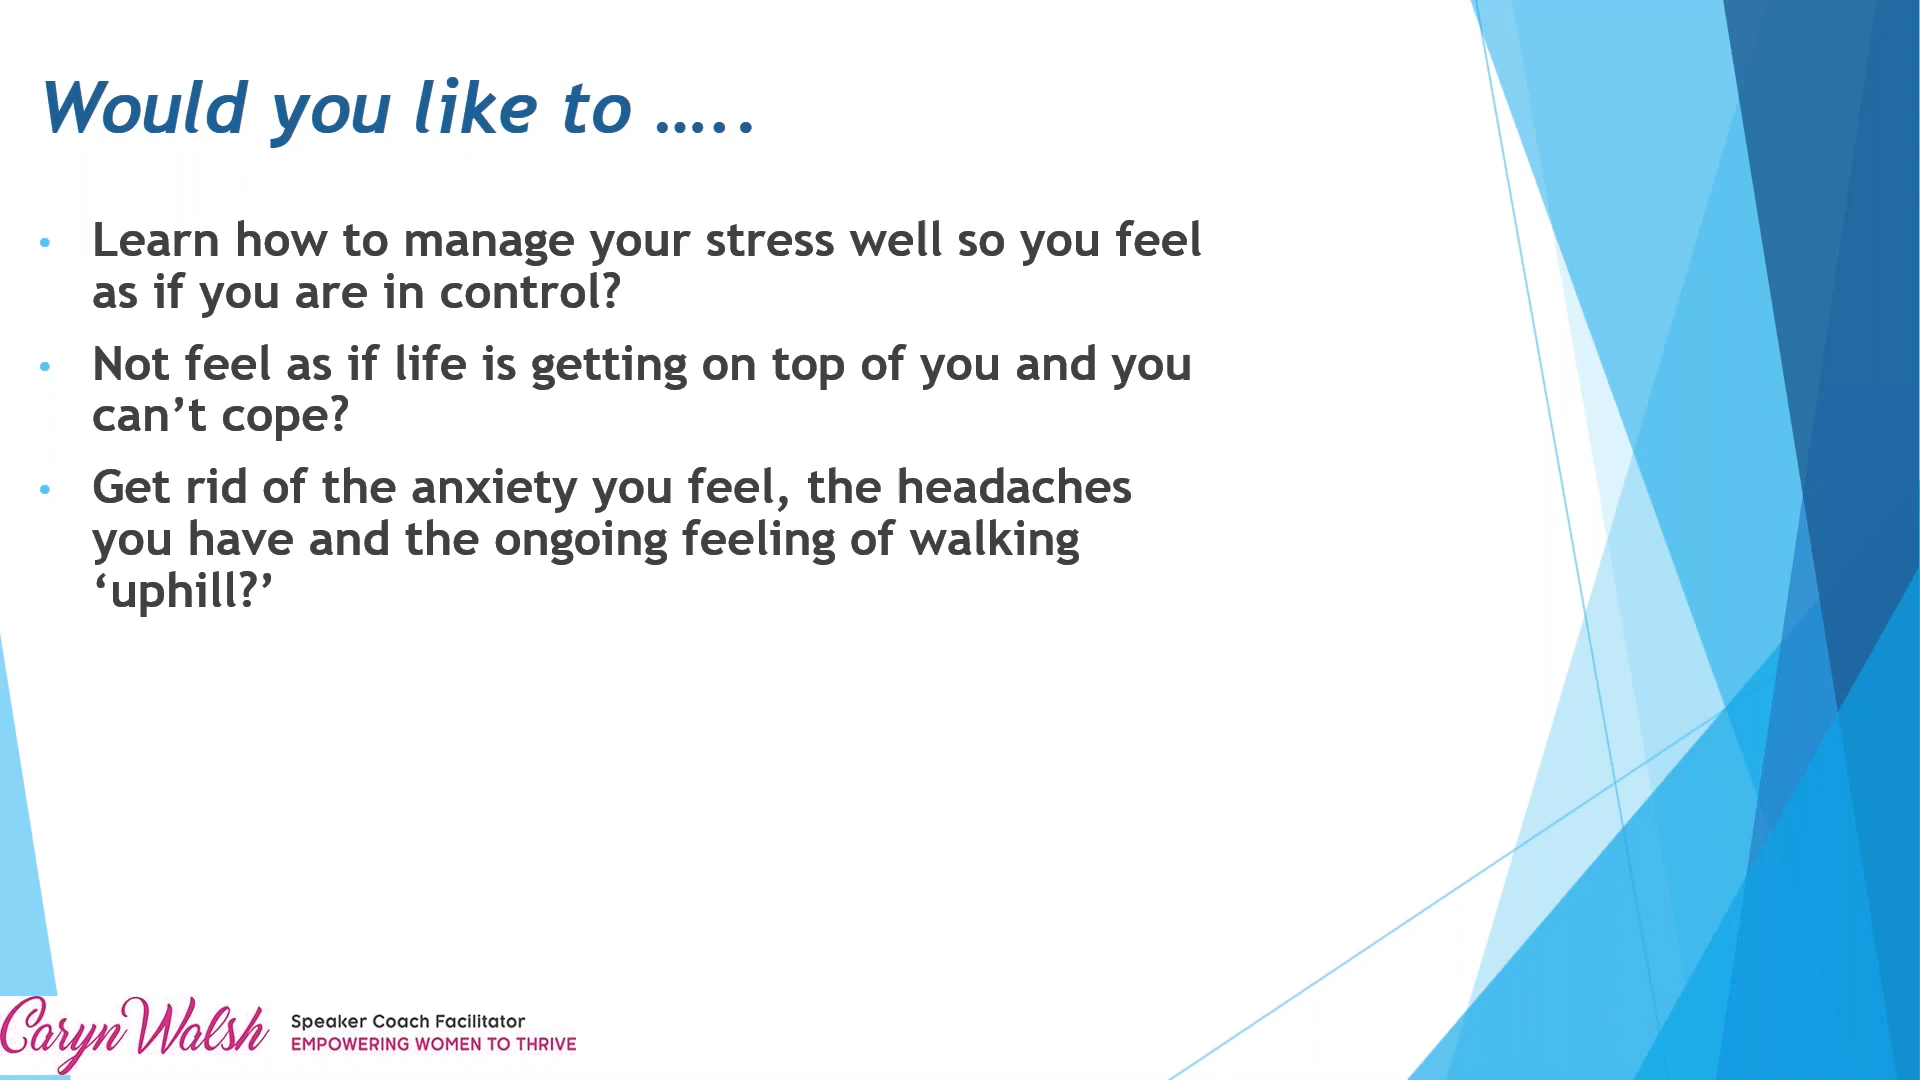 Would you like to …..
• Learn how to manage your stress well so you feel
as if you are in control?
• Not feel as if life is getting on top of you and you
can’t cope?
• Get rid of the anxiety you feel, the headaches
you have and the ongoing feeling of walking
‘uphill?’
Caryn Walsh
Speaker Coach Facilitator
EMPOWERING WOMEN TO THRIVE